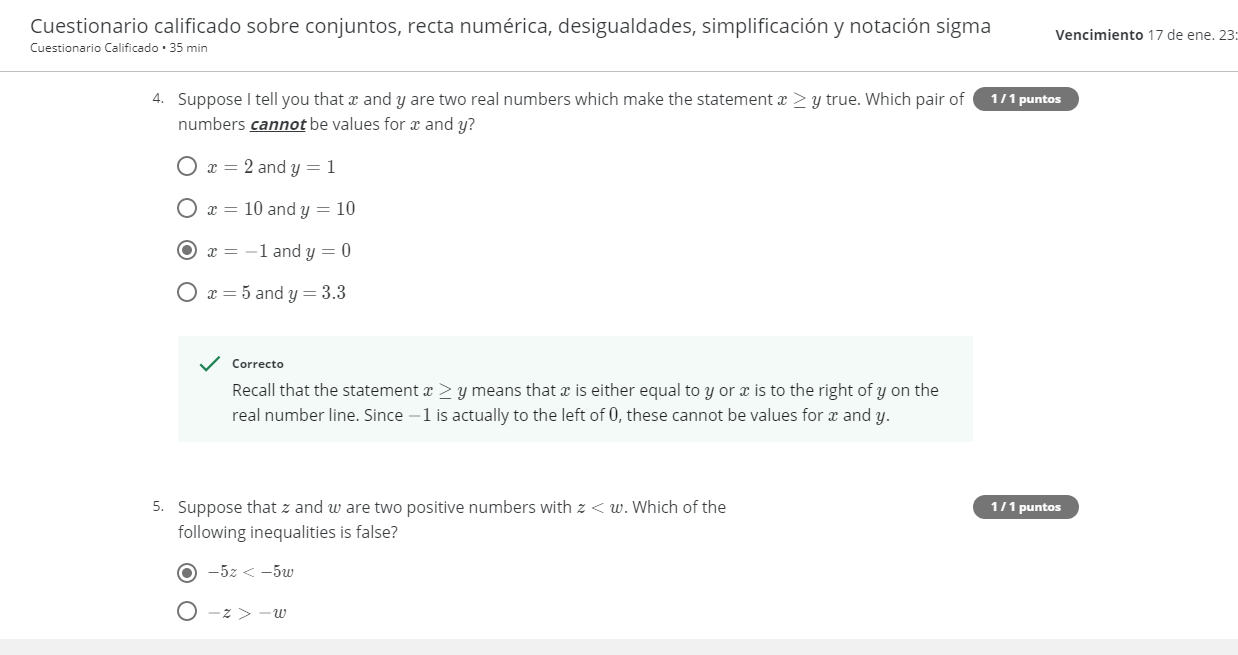 Cuestionario calificado sobre conjuntos, recta numérica, desigualdades, simplificación y notación sigma
Cuestionario Calificado • 35 min
Vencimiento 17 de ene. 23:
4. Suppose I tell you that x and y are two real numbers which make the statement x ≥ y true. Which pair of
numbers cannot be values for x and y?
1 / 1 puntos
x = 2 and y = 1
x = 10 and y = 10
x = −1 and y = 0
x = 5 and y = 3.3
Correcto
Recall that the statement x ≥ y means that x is either equal to y or x is to the right of y on the
real number line. Since −1 is actually to the left of 0, these cannot be values for x and y.
5. Suppose that z and w are two positive numbers with z < w. Which of the
following inequalities is false?
1 / 1 puntos
−5z < −5w
−z > −w